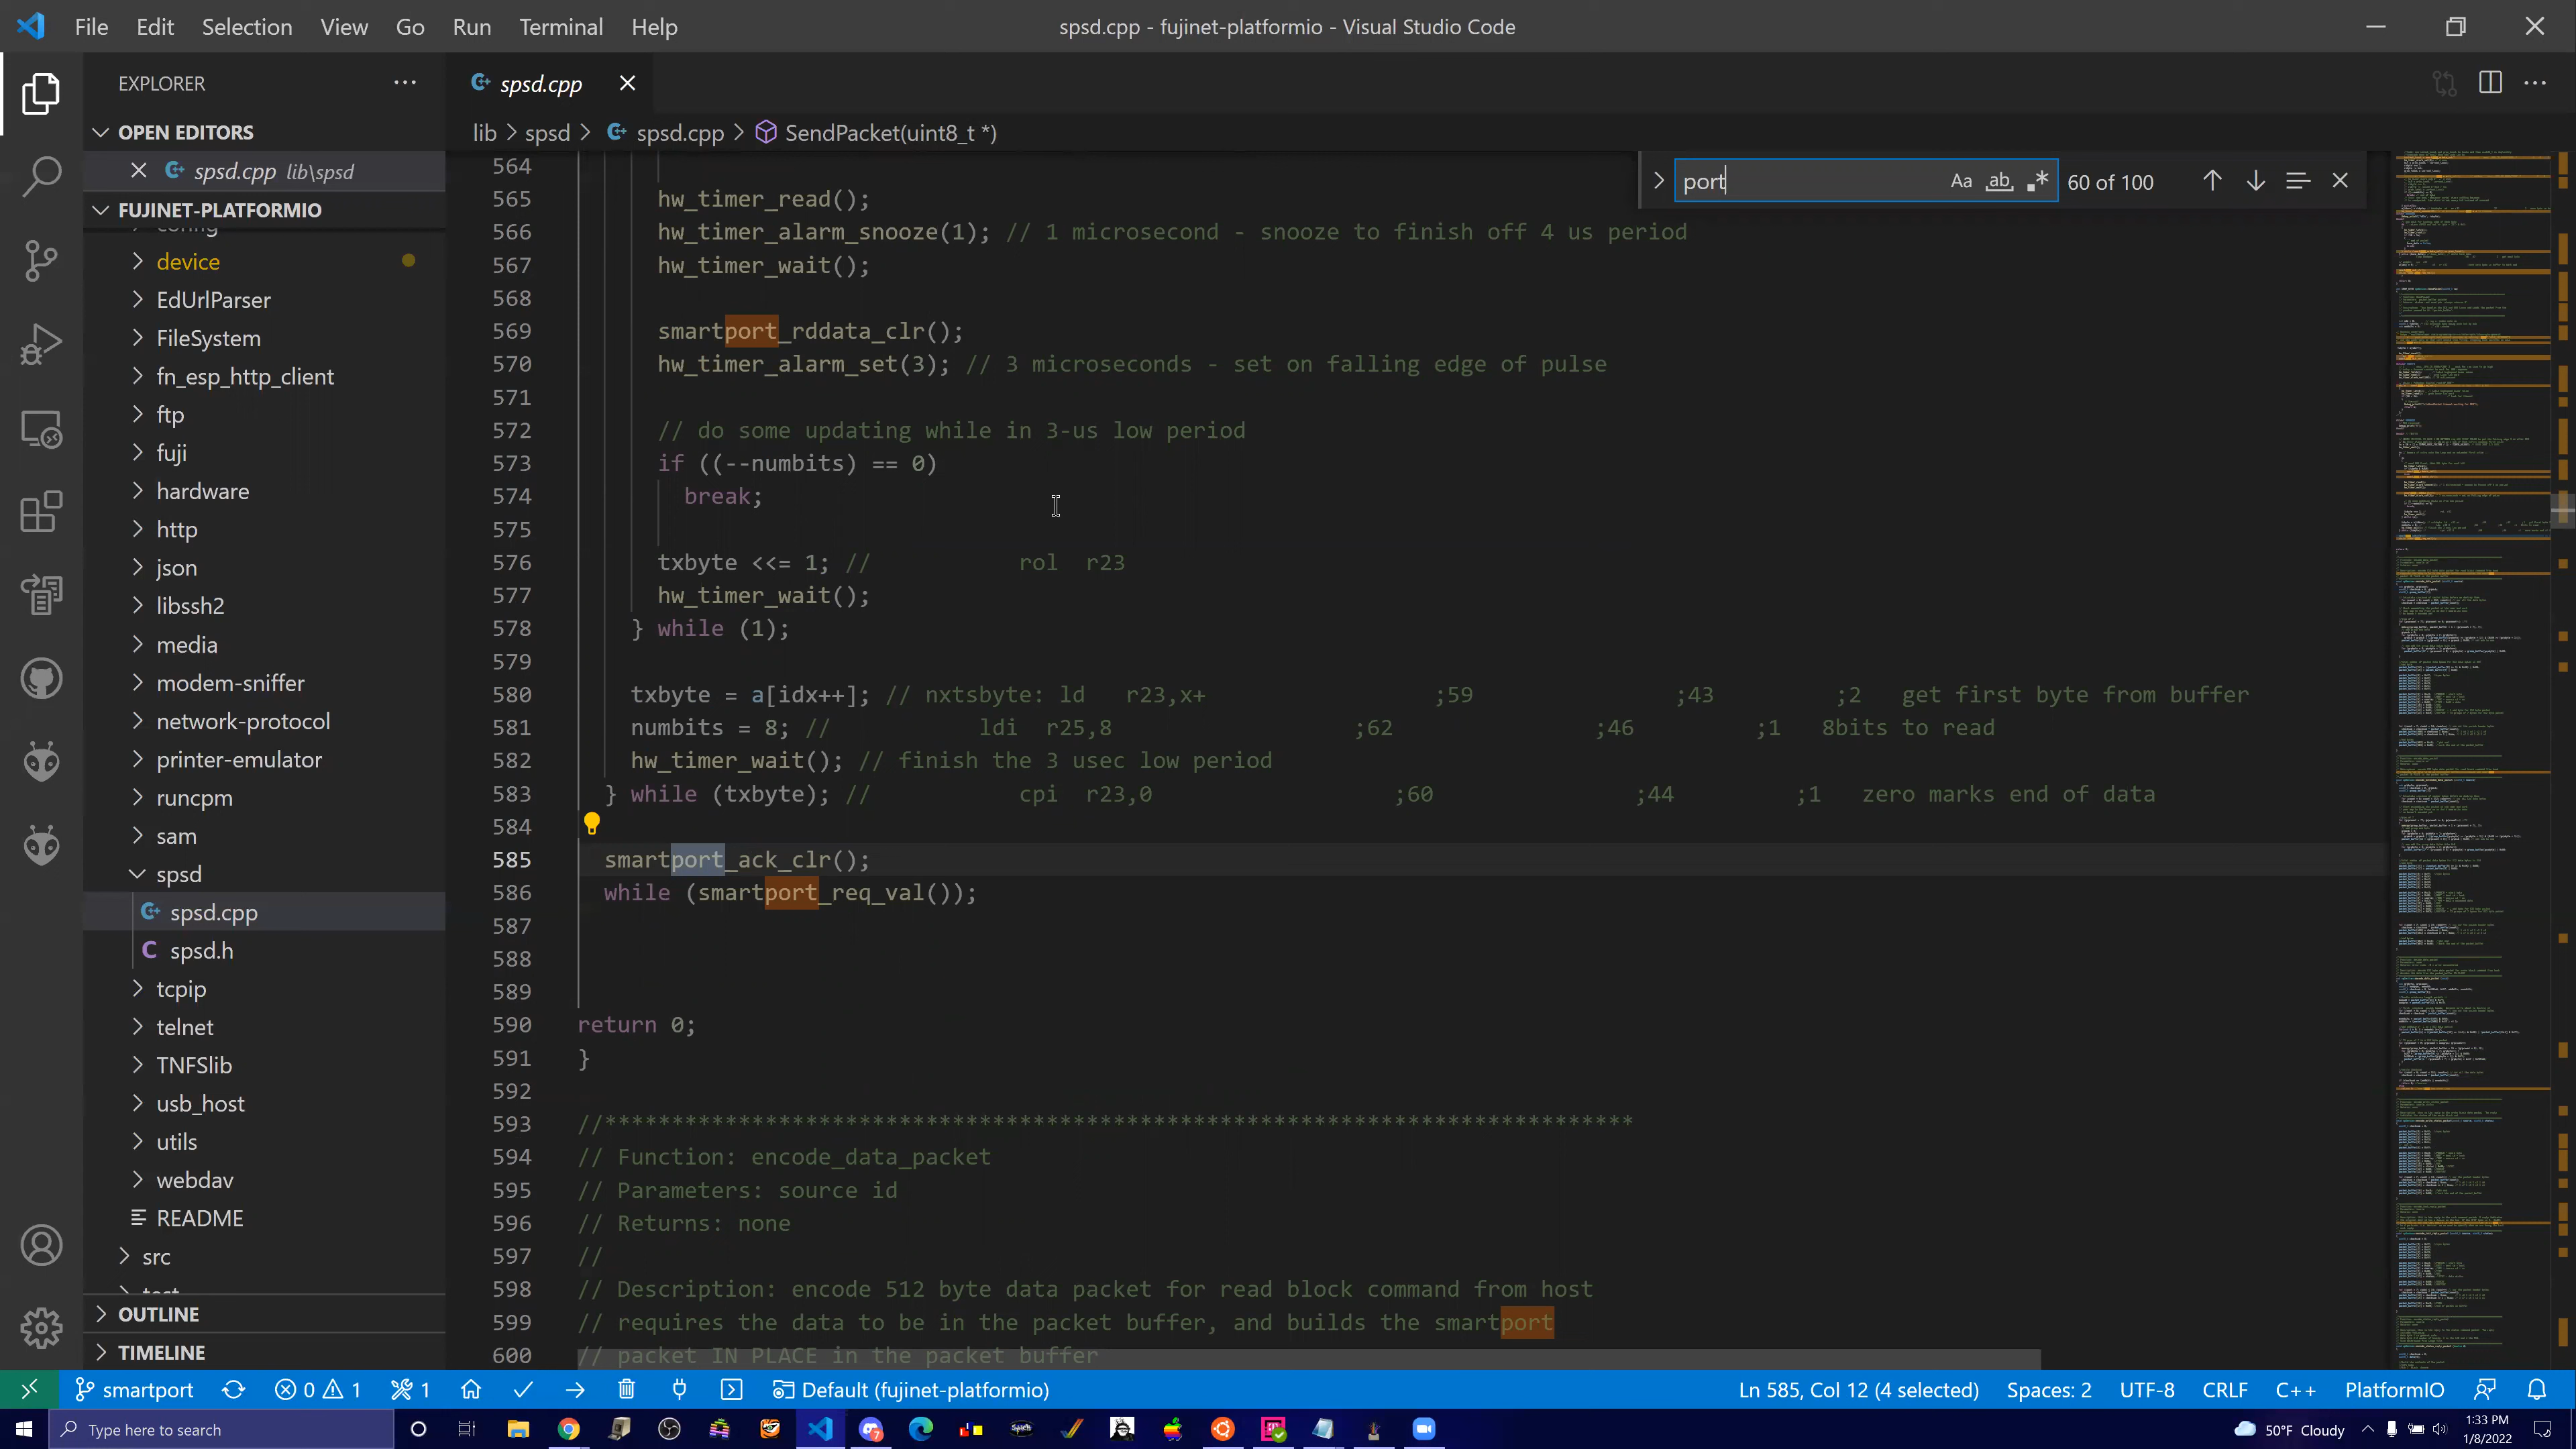 File Edit Selection View Go Run Terminal Help
spsd.cpp - fujinet-platformio - Visual Studio Code
EXPLORER
OPEN EDITORS
spsd.cpp lib\spsd
FUJINET-PLATFORMIO
config
device
EdUrlParser
FileSystem
fn_esp_http_client
ftp
fuji
hardware
http
json
libssh2
media
modem-sniffer
network-protocol
printer-emulator
runcpm
sam
spsd
spsd.cpp
spsd.h
tcpip
telnet
TNFSlib
usb_host
utils
webdav
README
src
test
OUTLINE
TIMELINE
spsd.cpp
lib > spsd > spsd.cpp > SendPacket(uint8_t *)
port
Aa ab 60 of 100
564
565 hw_timer_read();
566 hw_timer_alarm_snooze(1); // 1 microsecond - snooze to finish off 4 us period
567 hw_timer_wait();
568
569 smartport_rddata_clr();
570 hw_timer_alarm_set(3); // 3 microseconds - set on falling edge of pulse
571
572 // do some updating while in 3-us low period
573 if ((--numbits) == 0)
574 break;
575
576 txbyte <<= 1; // rol r23
577 hw_timer_wait();
578 } while (1);
579
580 txbyte = a[idx++]; // nxtsbyte: ld r23,x+ ;59 ;43 ;2 get first byte from buffer
581 numbits = 8; // ldi r25,8 ;62 ;46 ;1 8bits to read
582 hw_timer_wait(); // finish the 3 usec low period
583 } while (txbyte); // cpi r23,0 ;60 ;44 ;1 zero marks end of data
584
585 smartport_ack_clr();
586 while (smartport_req_val());
587
588
589
590 return 0;
591 }
592
593 //*****************************************************************************
594 // Function: encode_data_packet
595 // Parameters: source id
596 // Returns: none
597 //
598 // Description: encode 512 byte data packet for read block command from host
599 // requires the data to be in the packet buffer, and builds the smartport
600 // packet IN PLACE in the packet buffer
smartport 0 1 1 Default (fujinet-platformio)
Ln 585, Col 12 (4 selected) Spaces: 2 UTF-8 CRLF C++ PlatformIO
Type here to search
50°F Cloudy
1:33 PM
1/8/2022